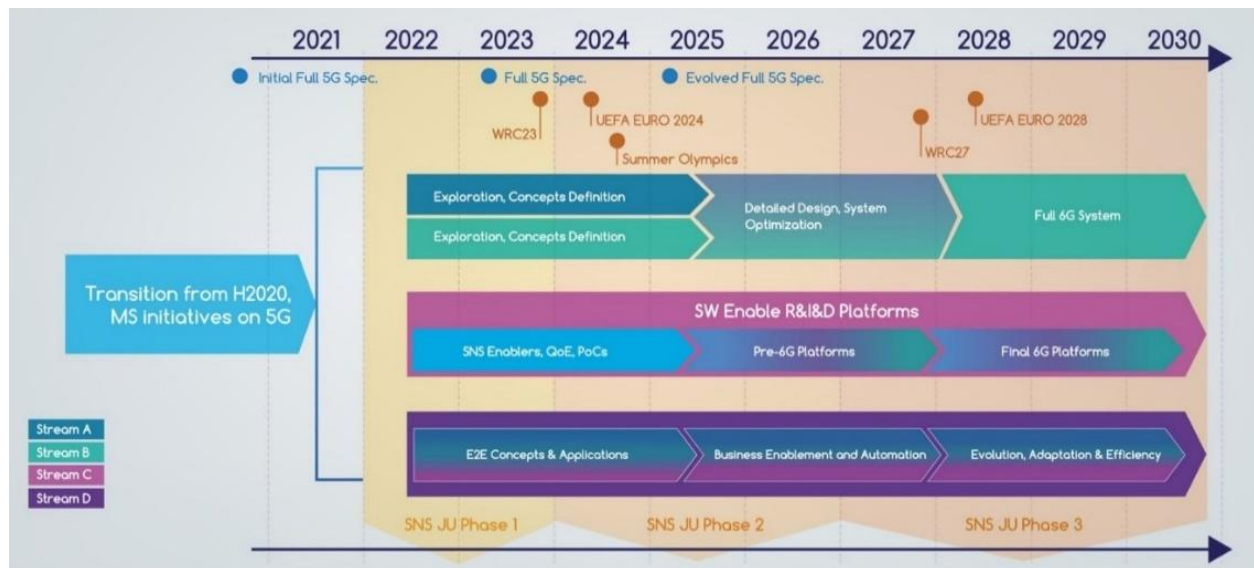 2021 2022 2023 2024 2025 2026 2027 2028 2029 2030
Initial Full 5G Spec. Full 5G Spec. Evolved Full 5G Spec.
WRC23
UEFA EURO 2024
Summer Olympics
WRC27
UEFA EURO 2028
Exploration, Concepts Definition
Exploration, Concepts Definition
Detailed Design, System
Optimization
Full 6G System
Transition from H2020,
MS initiatives on 5G
SW Enable R&I&D Platforms
SNS Enablers, QoE, PoCs
Pre-6G Platforms
Final 6G Platforms
E2E Concepts & Applications
Business Enablement and Automation
Evolution, Adaptation & Efficiency
Stream A
Stream B
Stream C
Stream D
SNS JU Phase 1
SNS JU Phase 2
SNS JU Phase 3